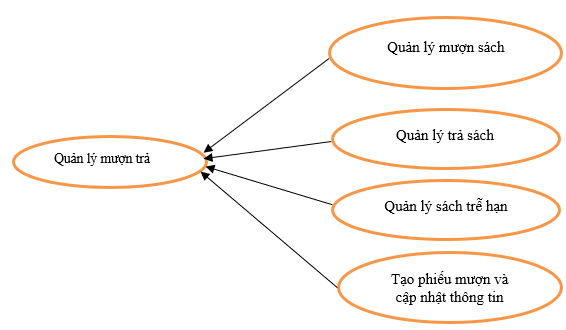 Quản lý mượn sách
Quản lý trả sách
Quản lý mượn trả
Quản lý sách trễ hạn
Tạo phiếu mượn và
cập nhật thông tin